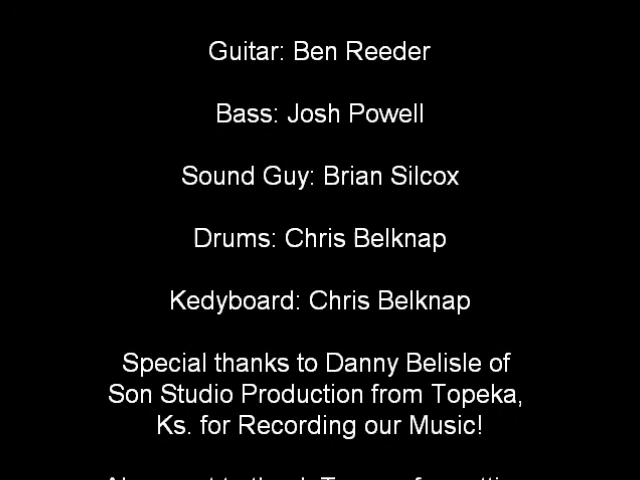 Guitar: Ben Reeder
Bass: Josh Powell
Sound Guy: Brian Silcox
Drums: Chris Belknap
Kedyboard: Chris Belknap
Special thanks to Danny Belisle of
Son Studio Production from Topeka,
Ks. for Recording our Music!